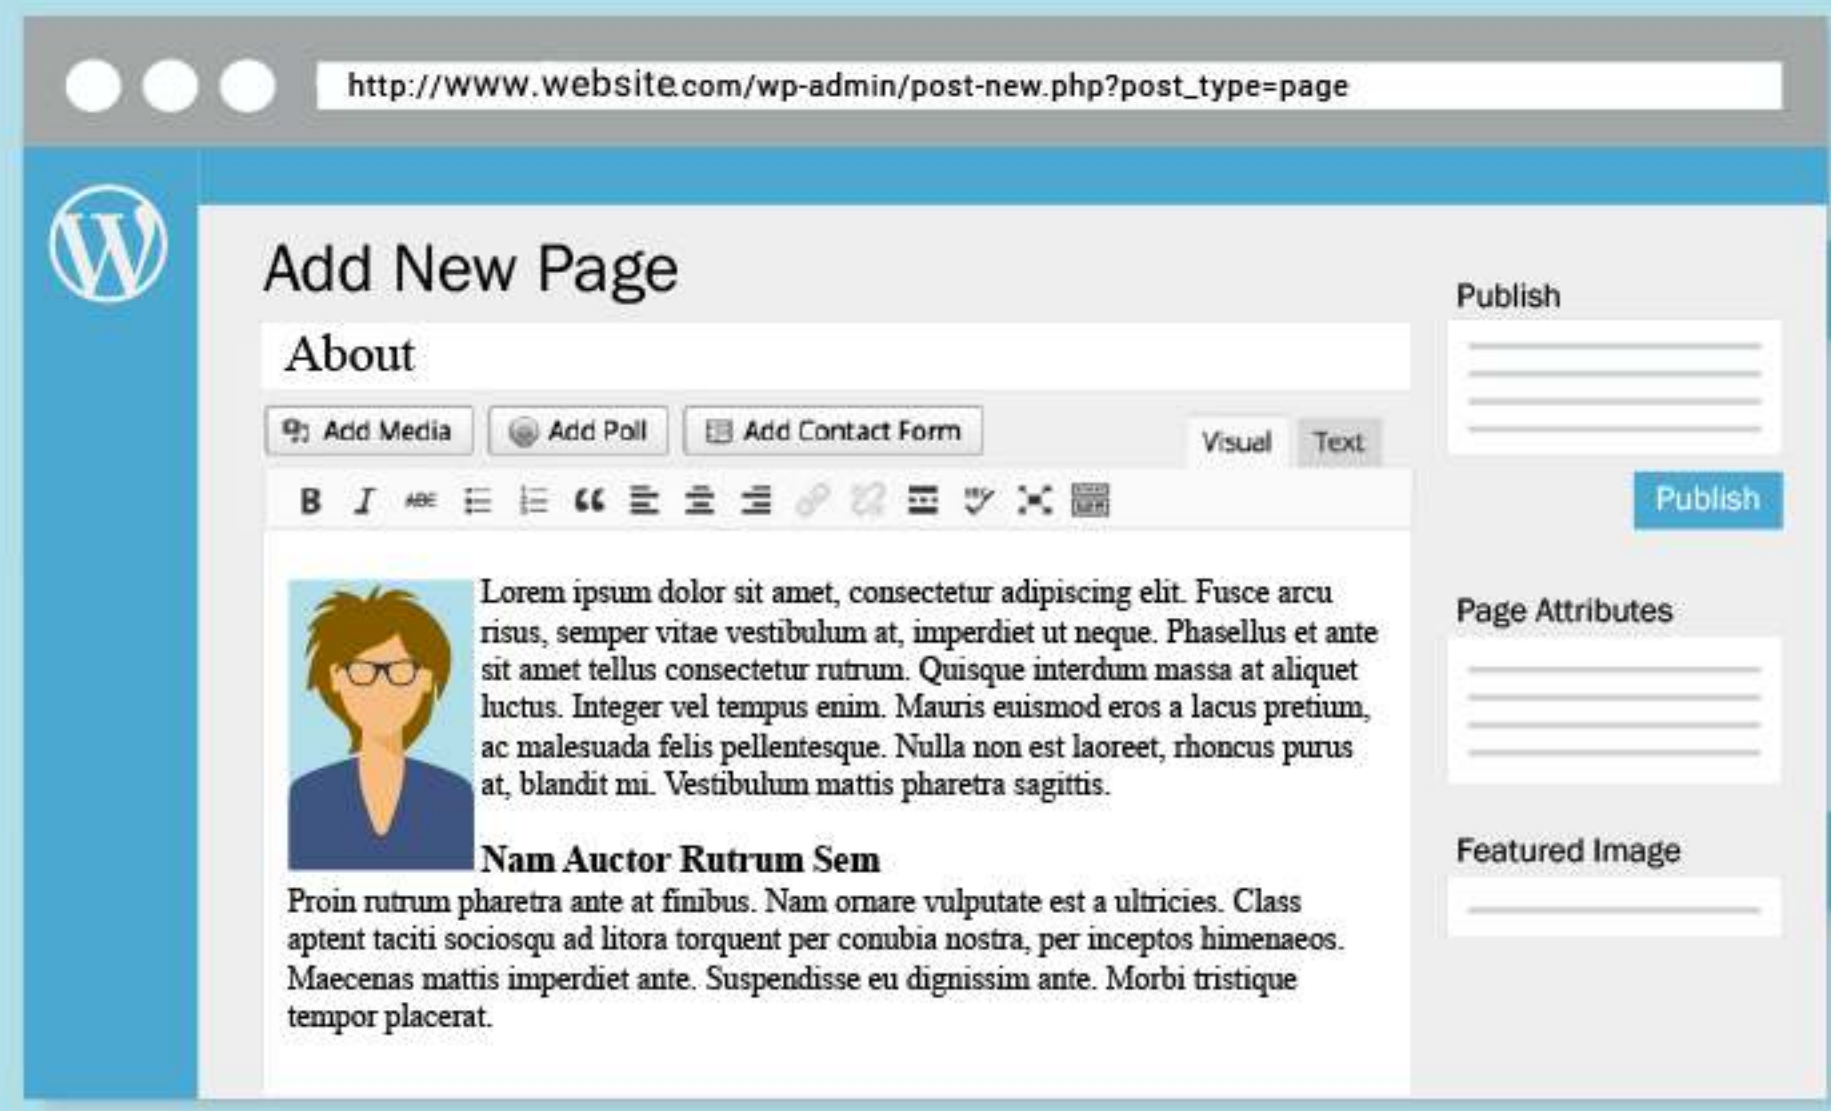 http://www.website.com/wp-admin/post-new.php?post_type=page
W
Add New Page
About
Add Media
Add Poll
Add Contact Form
Visual
Text
B I ABE
Lorem ipsum dolor sit amet, consectetur adipiscing elit. Fusce arcu
risus, semper vitae vestibulum at, imperdiet ut neque. Phasellus et ante
sit amet tellus consectetur rutrum. Quisque interdum massa at aliquet
luctus. Integer vel tempus enim. Mauris euismod eros a lacus pretium,
ac malesuada felis pellentesque. Nulla non est laoreet, rhoncus purus
at, blandit mi. Vestibulum mattis pharetra sagittis.
Nam Auctor Rutrum Sem
Proin rutrum pharetra ante at finibus. Nam ornare vulputate est a ultricies. Class
aptent taciti sociosqu ad litora torquent per conubia nostra, per inceptos himenaeos.
Maecenas mattis imperdiet ante. Suspendisse eu dignissim ante. Morbi tristique
tempor placerat.
Publish
Publish
Page Attributes
Featured Image